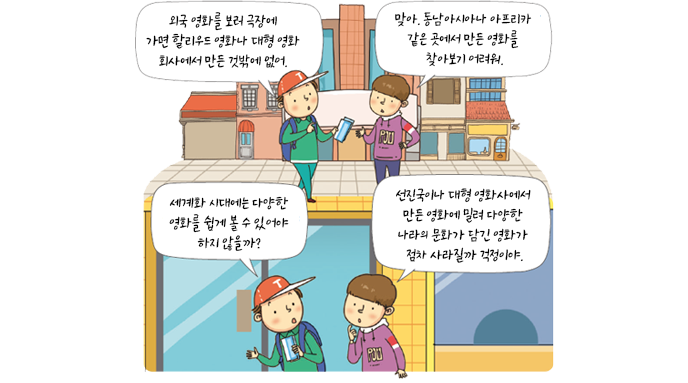 외국 영화를 보러 극장에
가면 할리우드 영화나 대형 영화
회사에서 만든 것밖에 없어.
맞아. 동남아시아나 아프리카
같은 곳에서 만든 영화를
찾아보기 어려워.
T
세계화 시대에는 다양한
영화를 쉽게 볼 수 있어야
하지 않을까?
선진국이나 대형 영화사에서
만든 영화에 밀려 다양한
나라의 문화가 담긴 영화가
점차 사라질까 걱정이야.
T